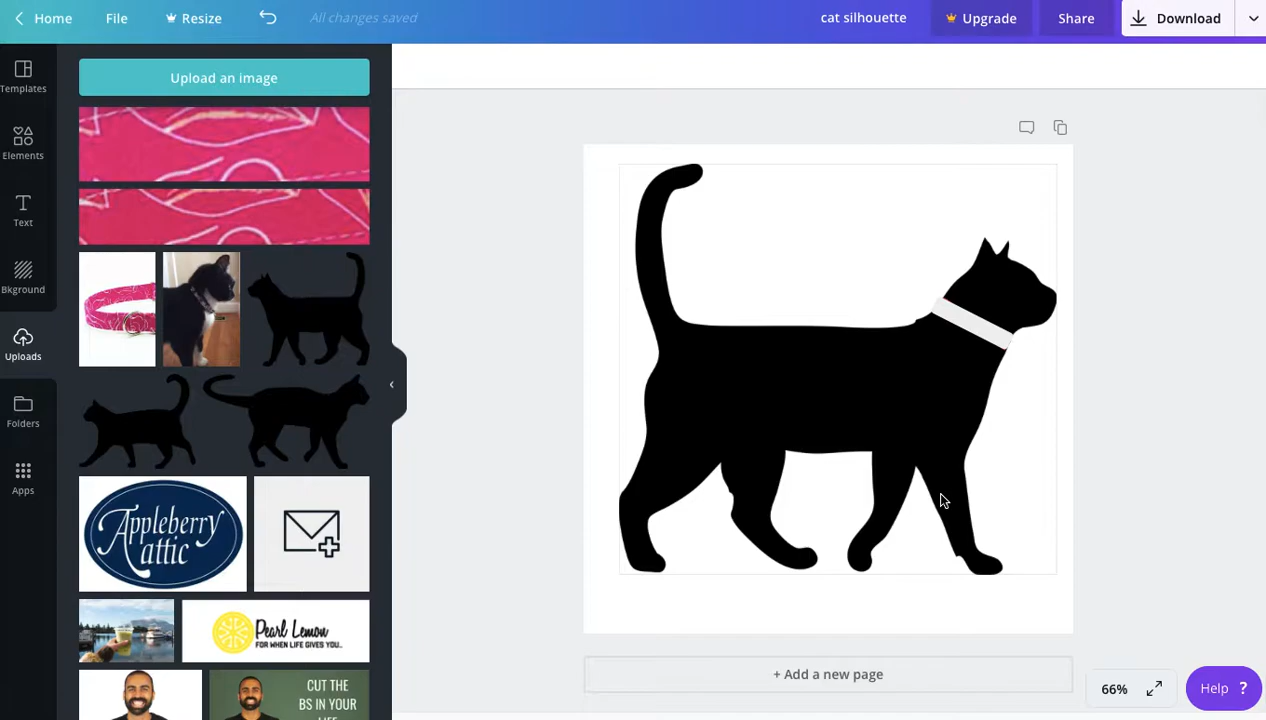 Home
File
Resize
All changes saved
cat silhouette
Upgrade
Share
Download
Templates
Elements
Text
Bkground
Uploads
Folders
Apps
Upload an image
Appleberry
attic
Pearl Lemon
FOR WHEN LIFE GIVES YOU..
CUT THE
BS IN YOUR
+ Add a new page
66%
Help ?